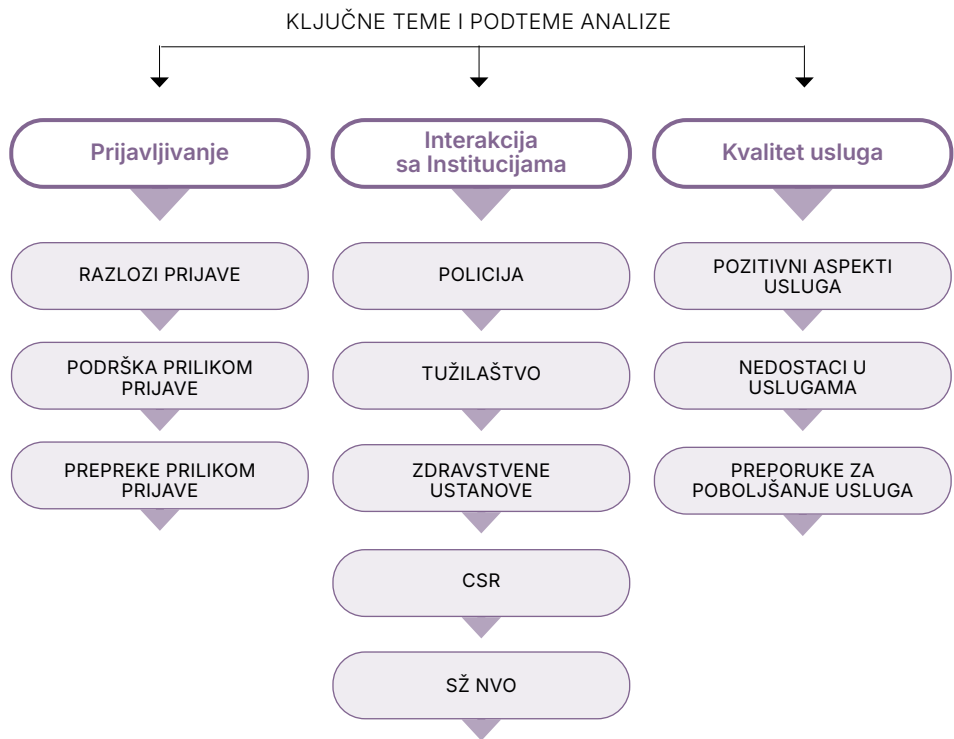 KLJUČNE TEME I PODTEME ANALIZE
Prijavljivanje
RAZLOZI PRIJAVE
PODRŠKA PRILIKOM
PRIJAVE
PREPREKE PRILIKOM
PRIJAVE
Interakcija
sa Institucijama
POLICIJA
TUŽILAŠTVO
ZDRAVSTVENE
USTANOVE
CSR
SŽ NVO
Kvalitet usluga
POZITIVNI ASPEKTI
USLUGA
NEDOSTACI U
USLUGAMA
PREPORUKE ZA
POBOLJŠANJE USLUGA